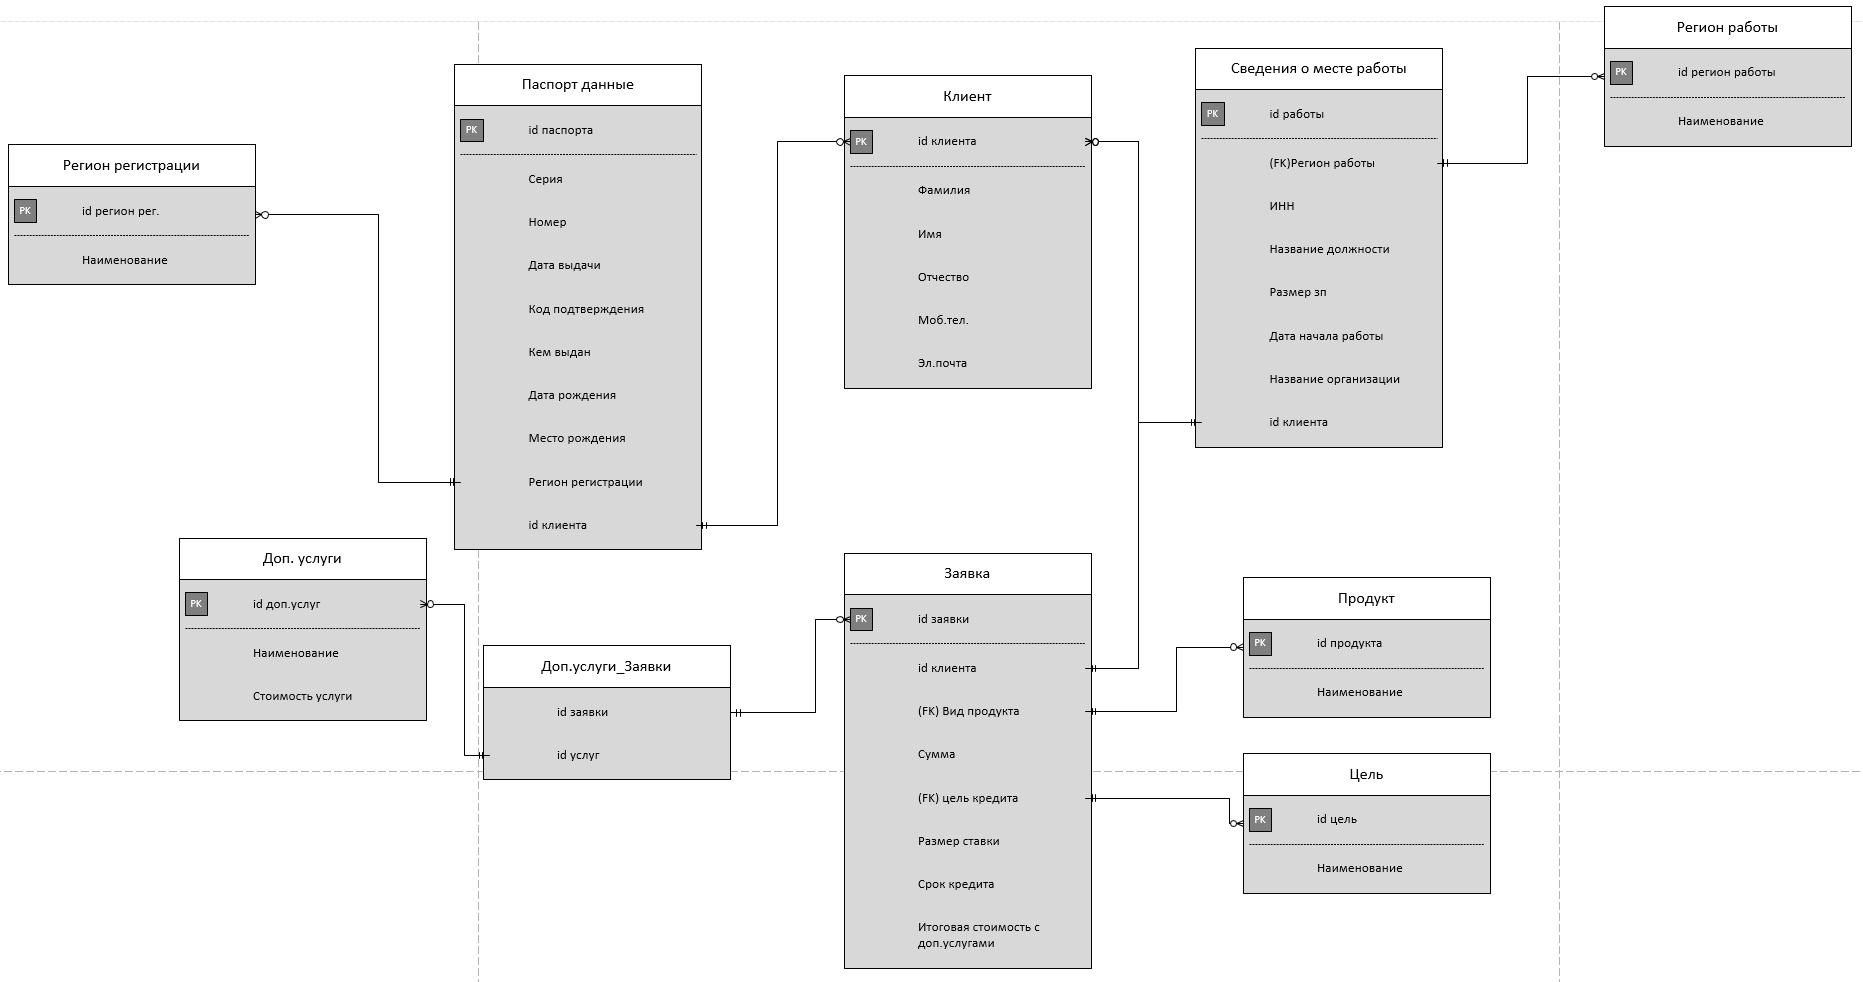 Регион работы
PK
id регион работы
Наименование
Сведения о месте работы
PK
id работы
(FK)Регион работы
ИНН
Название должности
Размер зп
Дата начала работы
Название организации
id клиента
Паспорт данные
PK
id паспорта
Серия
Номер
Дата выдачи
Код подтверждения
Кем выдан
Дата рождения
Место рождения
Регион регистрации
id клиента
Клиент
PK
id клиента
Фамилия
Имя
Отчество
Моб.тел.
Эл.почта
Регион регистрации
PK
id регион рег.
Наименование
Доп. услуги
PK
id доп.услуг
Наименование
Стоимость услуги
Доп.услуги_Заявки
id заявки
id услуг
Заявка
PK
id заявки
id клиента
(FK) Вид продукта
Сумма
(FK) цель кредита
Размер ставки
Срок кредита
Итоговая стоимость с
доп.услугами
Продукт
PK
id продукта
Наименование
Цель
PK
id цель
Наименование